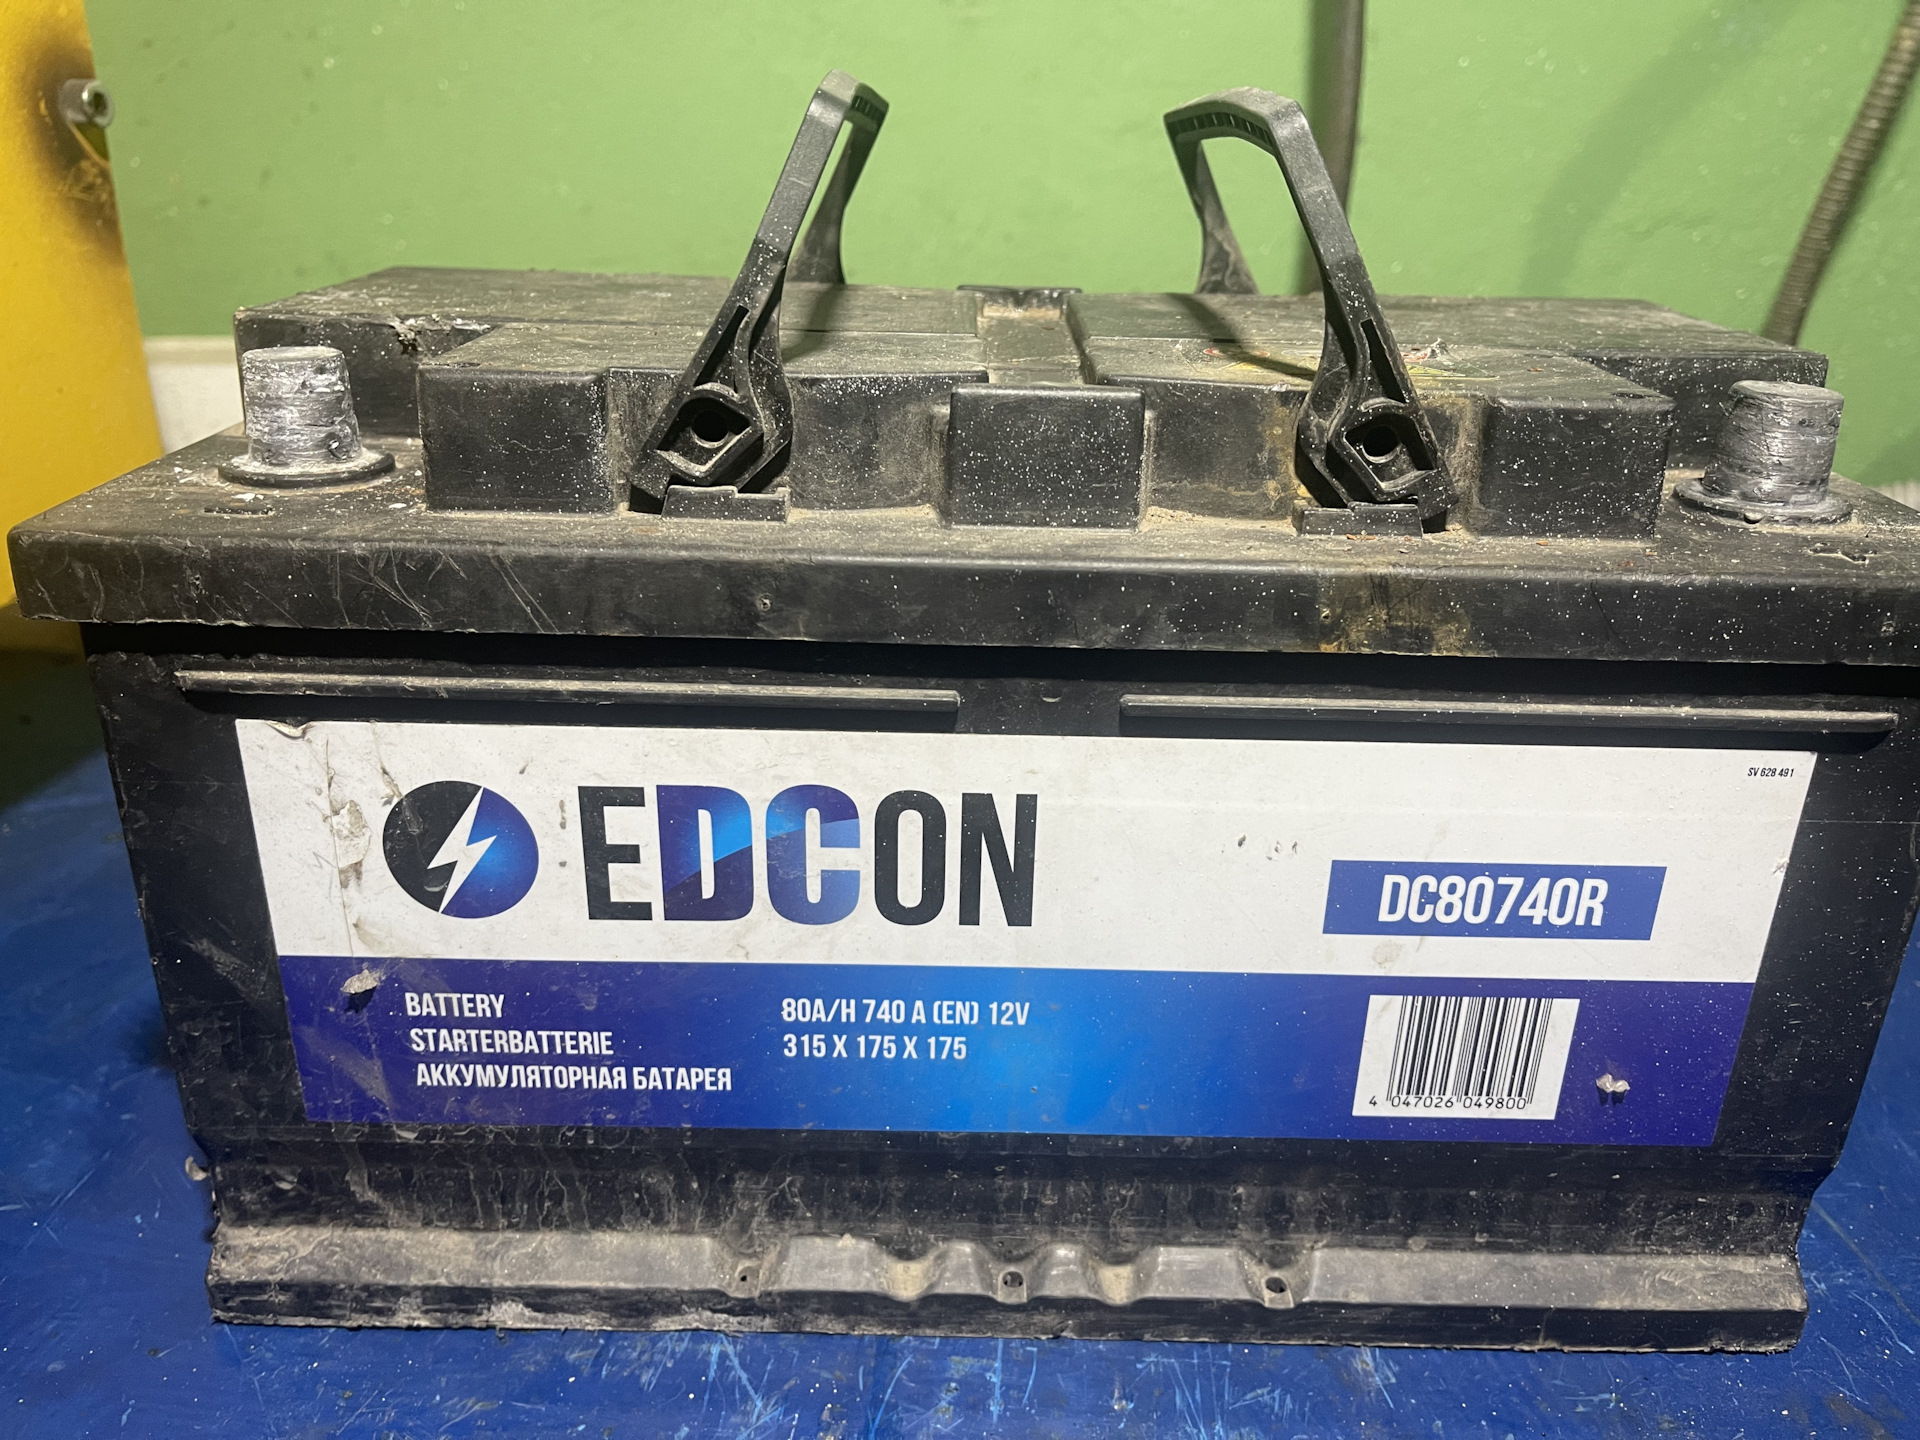 SV 628 491
EDCON
DC80740R
BATTERY
STARTERBATTERIE
АККУМУЛЯТОРНАЯ БАТАРЕЯ
80A/H 740 A (EN) 12V
315 X 175 X 175
4 047026 049800